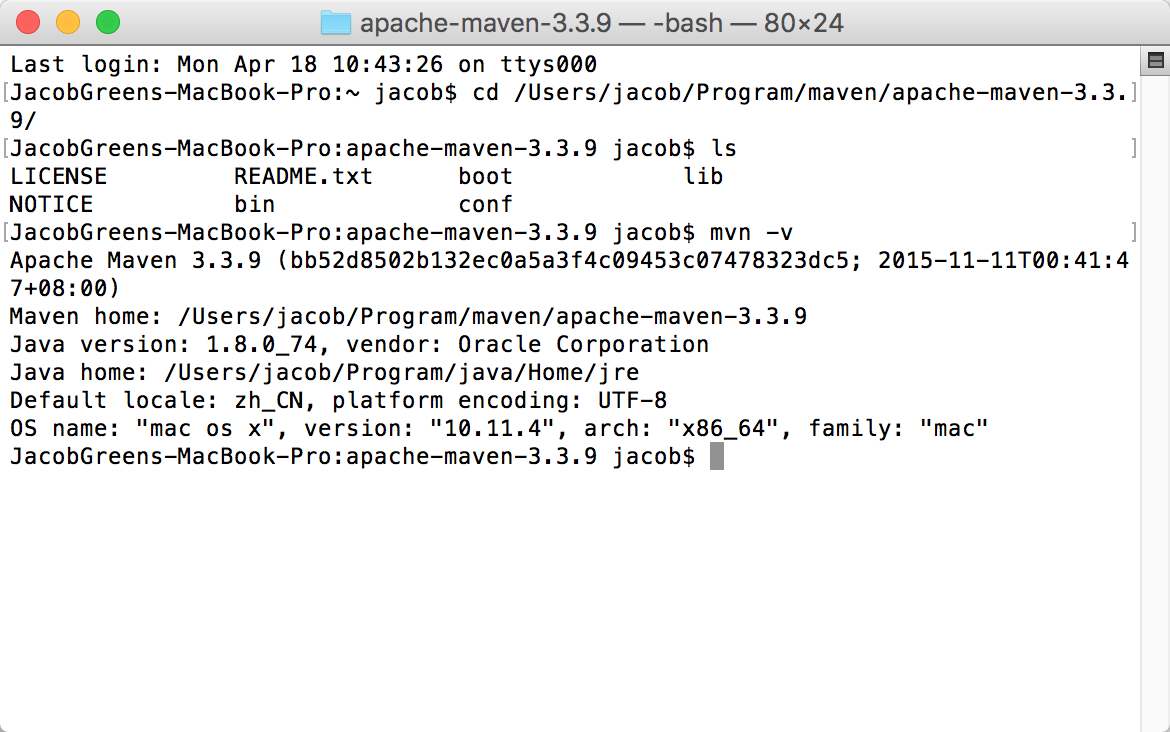 apache-maven-3.3.9 — -bash — 80×24
Last login: Mon Apr 18 10:43:26 on ttys000
[JacobGreens-MacBook-Pro:~ jacob$ cd /Users/jacob/Program/maven/apache-maven-3.3.]
9/
[JacobGreens-MacBook-Pro:apache-maven-3.3.9 jacob$ ls ]
LICENSE README.txt boot lib
NOTICE bin conf
[JacobGreens-MacBook-Pro:apache-maven-3.3.9 jacob$ mvn -v ]
Apache Maven 3.3.9 (bb52d8502b132ec0a5a3f4c09453c07478323dc5; 2015-11-11T00:41:4
7+08:00)
Maven home: /Users/jacob/Program/maven/apache-maven-3.3.9
Java version: 1.8.0_74, vendor: Oracle Corporation
Java home: /Users/jacob/Program/java/Home/jre
Default locale: zh_CN, platform encoding: UTF-8
OS name: "mac os x", version: "10.11.4", arch: "x86_64", family: "mac"
JacobGreens-MacBook-Pro:apache-maven-3.3.9 jacob$